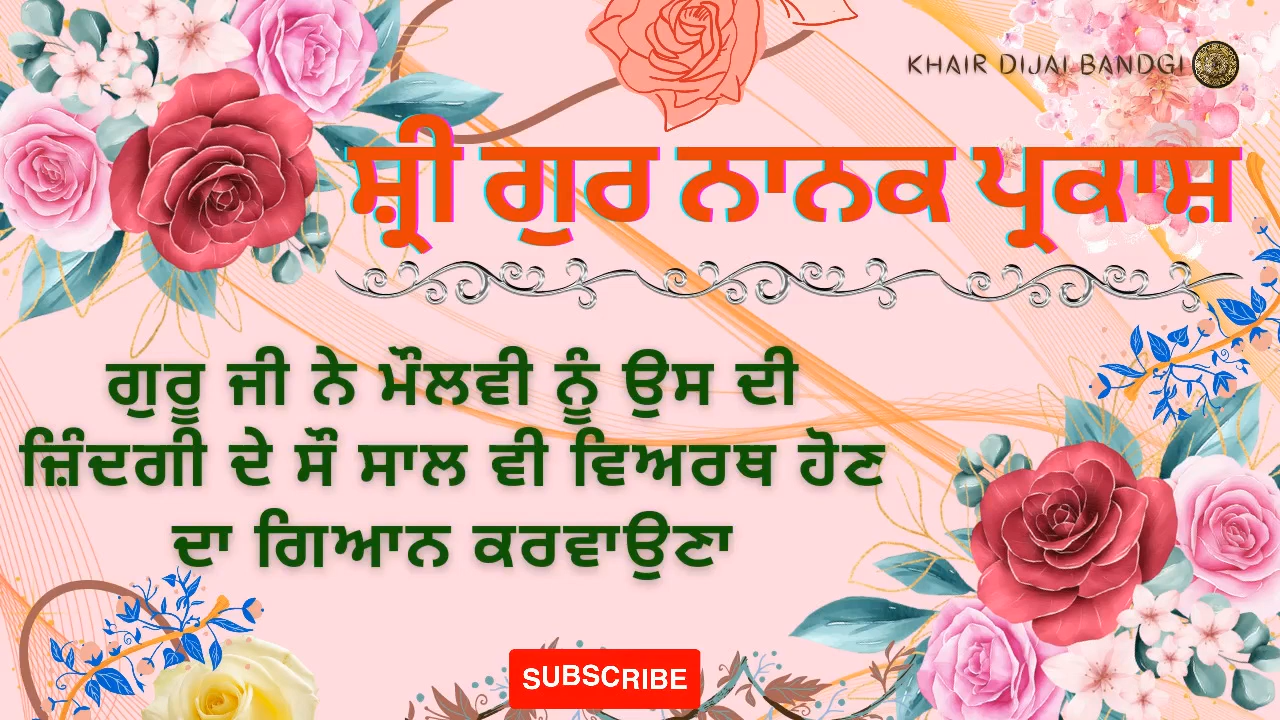 KHAIR DIJAI BANDGI
ਸ਼੍ਰੀ ਗੁਰ ਨਾਨਕ ਪ੍ਰਕਾਸ਼
ਗੁਰੂ ਜੀ ਨੇ ਮੌਲਵੀ ਨੂੰ ਉਸ ਦੀ
ਜ਼ਿੰਦਗੀ ਦੇ ਸੌ ਸਾਲ ਵੀ ਵਿਅਰਥ ਹੋਣ
ਦਾ ਗਿਆਨ ਕਰਵਾਉਣਾ
SUBSCRIBE